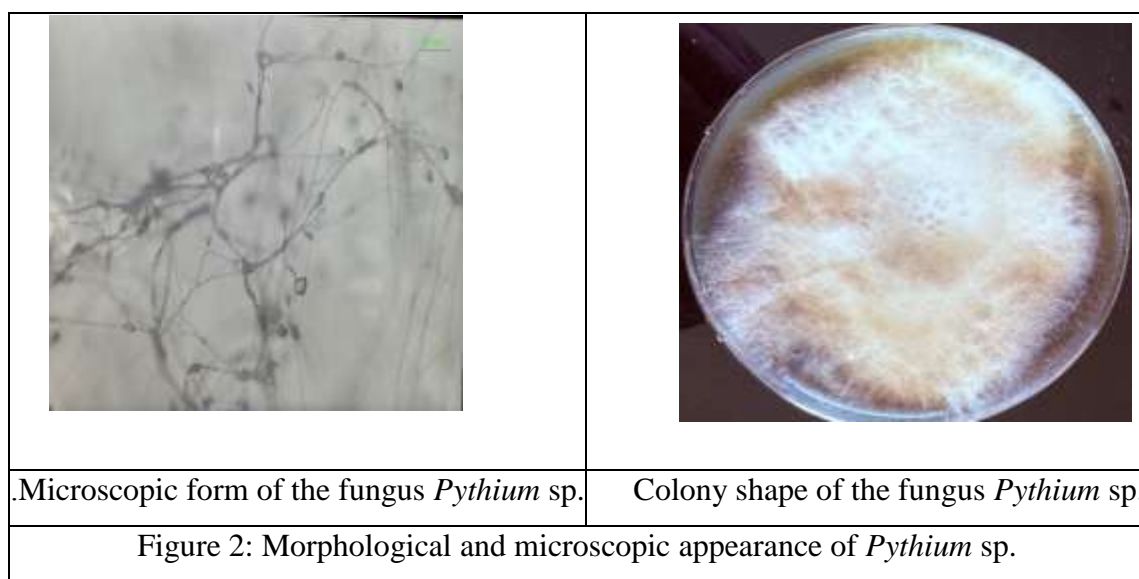 .Microscopic form of the fungus Pythium sp.
Colony shape of the fungus Pythium sp
Figure 2: Morphological and microscopic appearance of Pythium sp.